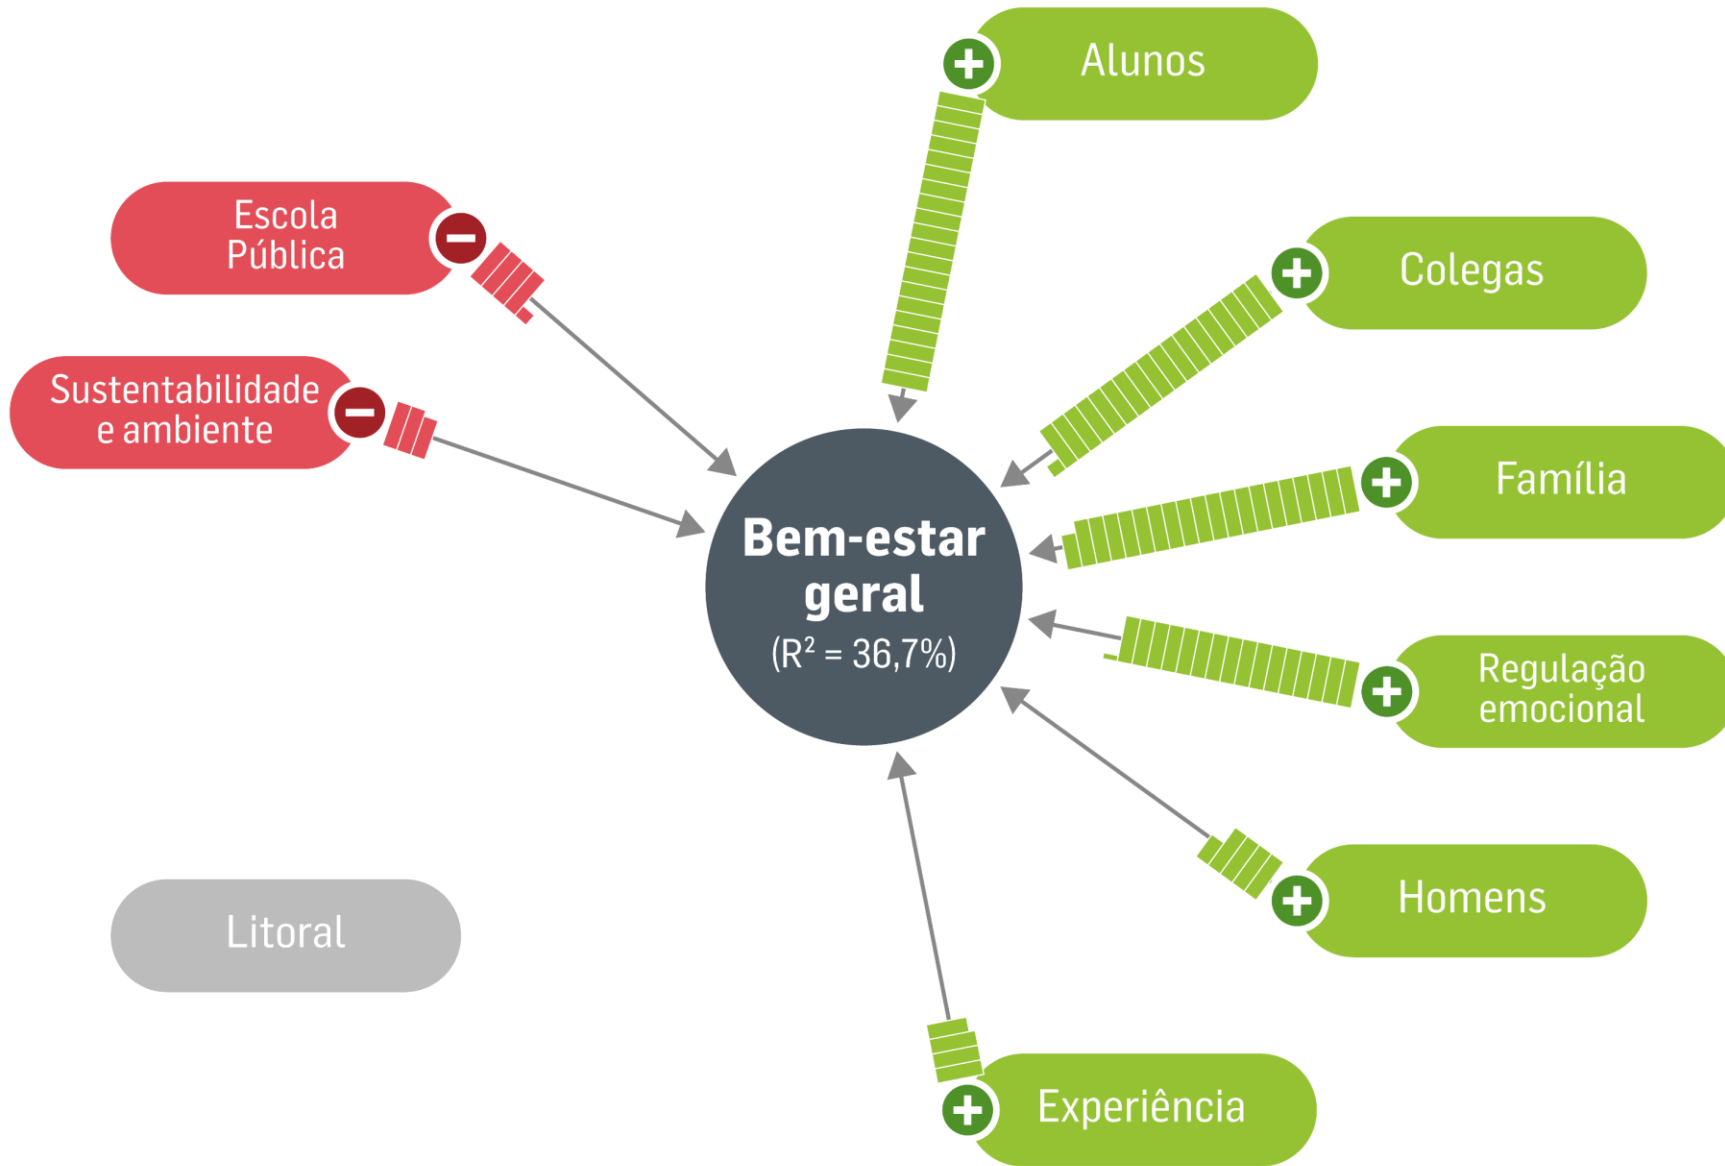 Alunos
Escola
Pública
Colegas
Sustentabilidade
e ambiente
Família
Bem-estar
geral
(R² = 36,7%)
Regulação
emocional
Homens
Litoral
Experiência